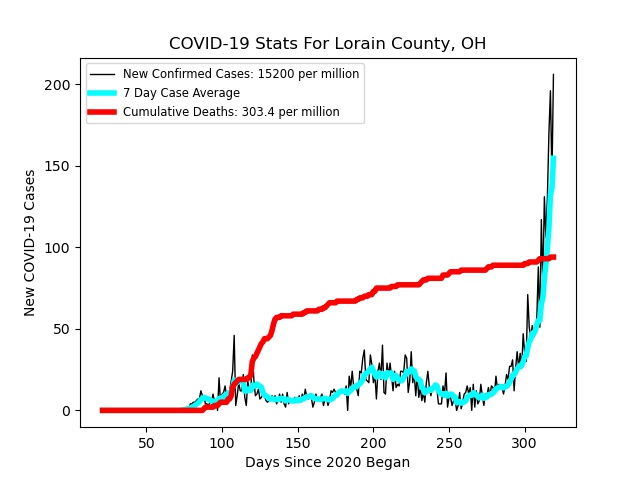 COVID-19 Stats For Lorain County, OH
New Confirmed Cases: 15200 per million
7 Day Case Average
Cumulative Deaths: 303.4 per million
New COVID-19 Cases
200
150
100
50
0
50 100 150 200 250 300
Days Since 2020 Began